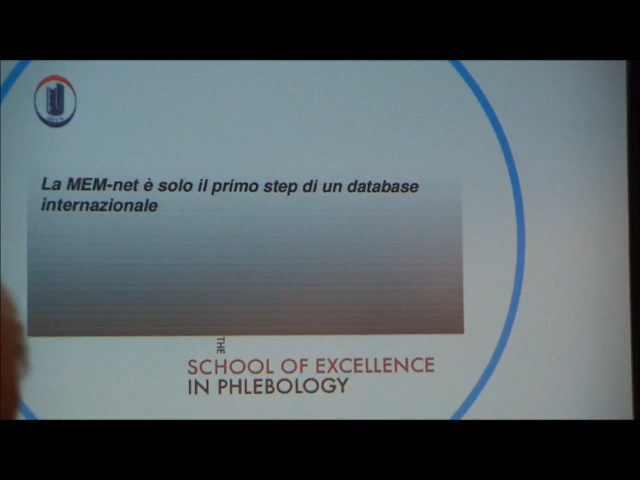 La MEM-net è solo il primo step di un database
internazionale
THE
SCHOOL OF EXCELLENCE
IN PHLEBOLOGY